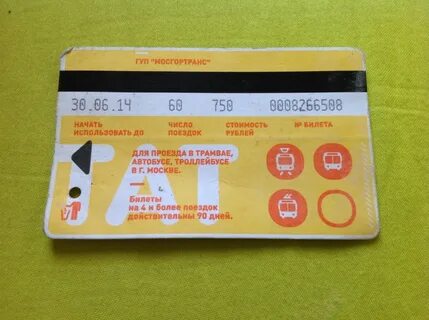 ГУП "МОСГОРТРАНС"
30.06.14 60 750 0008266508
НАЧАТЬ ИСПОЛЬЗОВАТЬ ДО
ЧИСЛО ПОЕЗДОК
СТОИМОСТЬ РУБЛЕЙ
№ БИЛЕТА
ДЛЯ ПРОЕЗДА В ТРАМВАЕ,
АВТОБУСЕ, ТРОЛЛЕЙБУСЕ
В Г. МОСКВЕ.
—
Билеты
на 4 и более поездок
действительны 90 дней.
ТАТ